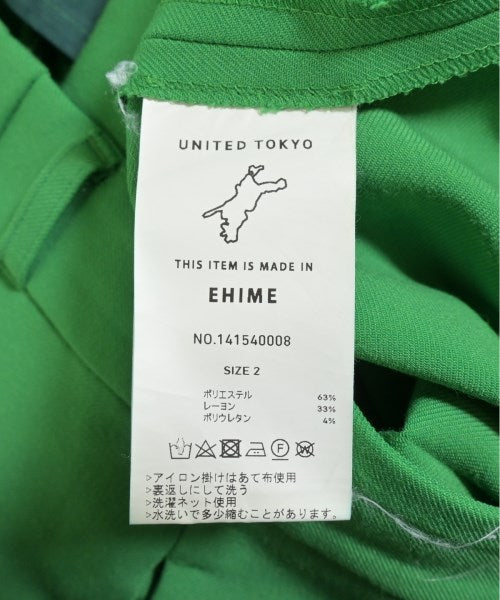 UNITED TOKYO
THIS ITEM IS MADE IN
EHIME
NO.141540008
SIZE 2
ポリエステル 63%
レーヨン 33%
ポリウレタン 4%
F W
>アイロン掛けはあて布使用
>裏返しにして洗う
>洗濯ネット使用
>水洗いで多少縮むことがあります。